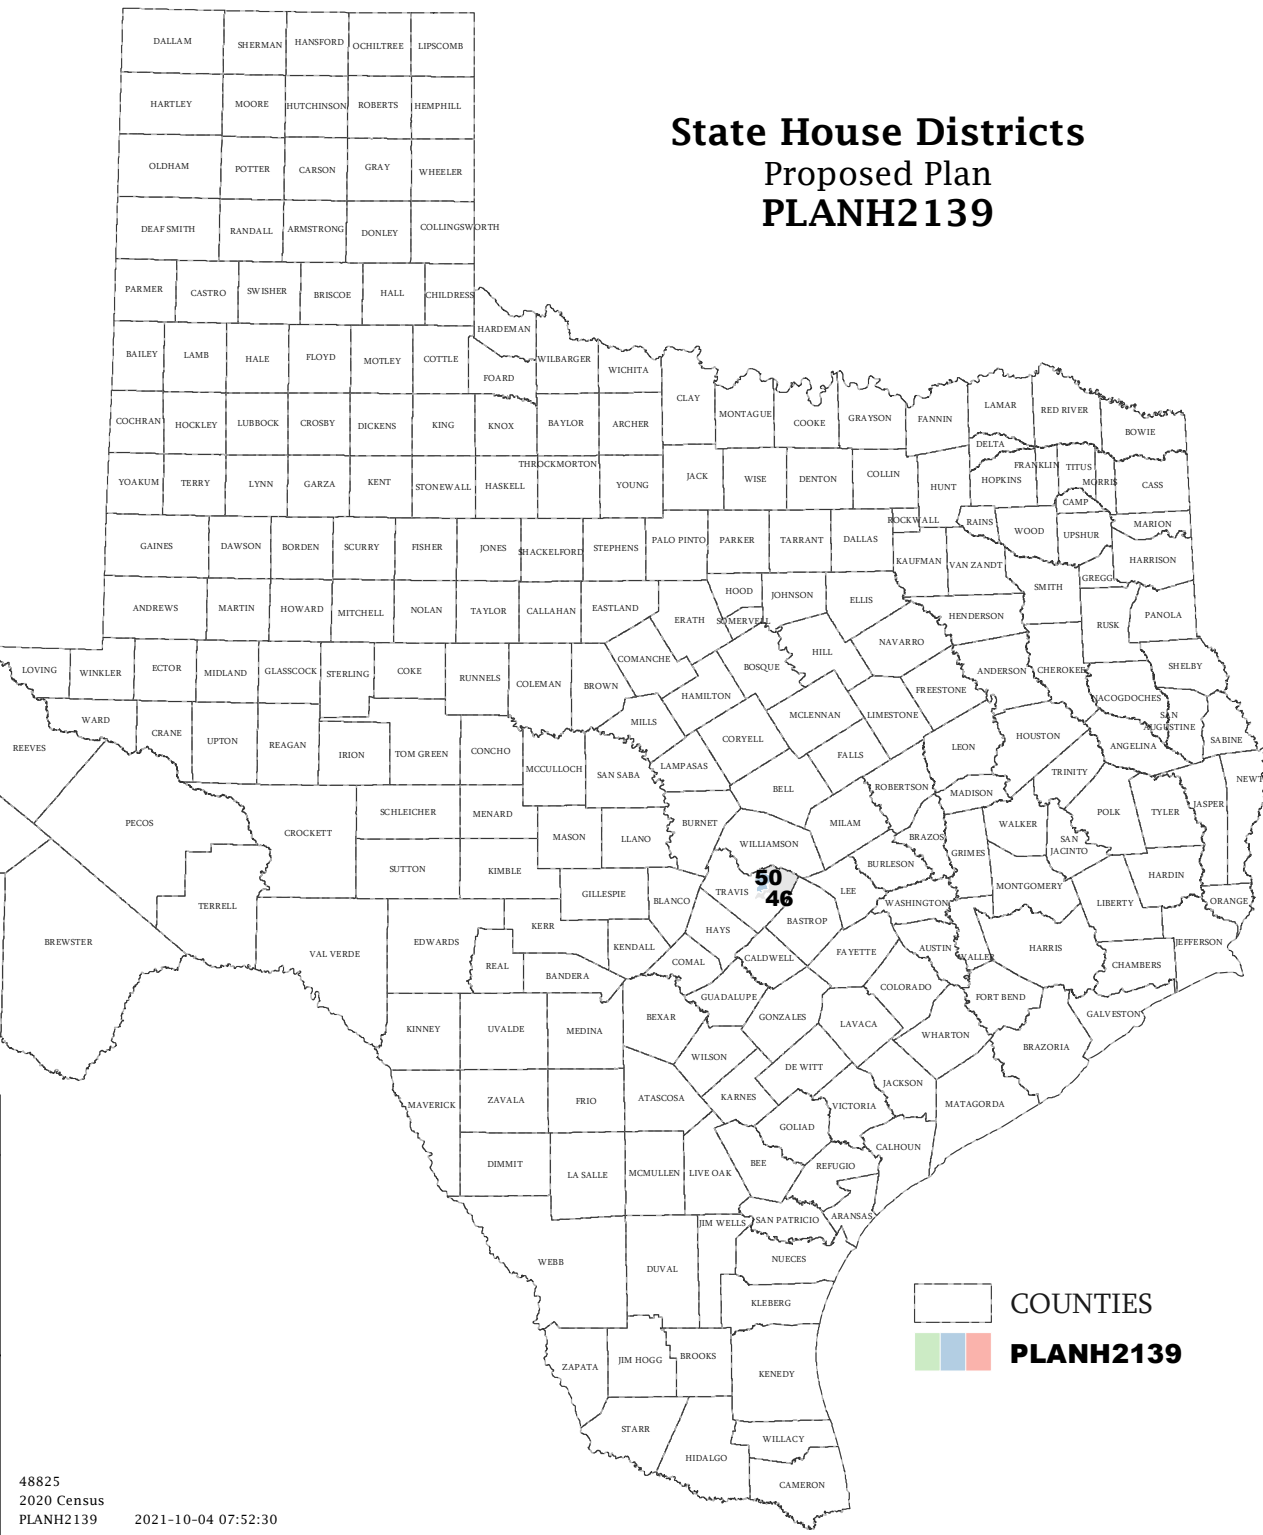 State House Districts
Proposed Plan
PLANH2139
DALLAM SHERMAN HANSFORD OCHILTREE LIPSCOMB
HARTLEY MOORE HUTCHINSON ROBERTS HEMPHILL
OLDHAM POTTER CARSON GRAY WHEELER
DEAF SMITH RANDALL ARMSTRONG DONLEY COLLINGSWORTH
PARMER CASTRO SWISHER BRISCOE HALL CHILDRESS
HARDEMAN
BAILEY LAMB HALE FLOYD MOTLEY COTTLE FOARD WILBARGER WICHITA
CLAY MONTAGUE COOKE GRAYSON FANNIN LAMAR RED RIVER BOWIE
COCHRAN HOCKLEY LUBBOCK CROSBY DICKENS KING KNOX BAYLOR ARCHER
DELTA
YOAKUM TERRY LYNN GARZA KENT STONEWALL HASKELL THROCKMORTON YOUNG JACK WISE DENTON COLLIN HUNT HOPKINS FRANKLIN TITUS MORRIS CASS
CAMP
GAINES DAWSON BORDEN SCURRY FISHER JONES SHACKELFORD STEPHENS PALO PINTO PARKER TARRANT DALLAS ROCKWALL RAINS WOOD UPSHUR MARION
KAUFMAN VAN ZANDT SMITH GREGG HARRISON
ANDREWS MARTIN HOWARD MITCHELL NOLAN TAYLOR CALLAHAN EASTLAND ERATH HOOD SOMERVELL JOHNSON ELLIS HENDERSON RUSK PANOLA
LOVING WINKLER ECTOR MIDLAND GLASSCOCK STERLING COKE RUNNELS COLEMAN BROWN COMANCHE BOSQUE HILL NAVARRO ANDERSON CHEROKEE SHELBY
HAMILTON FREESTONE NACOGDOCHES
WARD CRANE UPTON REAGAN IRION TOM GREEN CONCHO MILLS CORYELL MCLENNAN LIMESTONE SAN
AUGUSTINE
REEVES MCCULLOCH SAN SABA LAMPASAS FALLS LEON HOUSTON ANGELINA SABINE
PECOS CROCKETT SCHLEICHER MENARD BELL ROBERTSON MADISON TRINITY POLK TYLER JASPER NEWT
MASON LLANO BURNET WILLIAMSON MILAM BRAZOS GRIMES WALKER SAN
JACINTO
SUTTON KIMBLE GILLESPIE BLANCO TRAVIS LEE BURLESON WASHINGTON MONTGOMERY LIBERTY HARDIN ORANGE
50
46
TERRELL
BREWSTER VAL VERDE EDWARDS KERR KENDALL HAYS BASTROP FAYETTE AUSTIN WALLER HARRIS JEFFERSON
REAL BANDERA COMAL CALDWELL COLORADO CHAMBERS
KINNEY UVALDE MEDINA BEXAR GUADALUPE GONZALES LAVACA WHARTON FORT BEND BRAZORIA GALVESTON
WILSON DE WITT JACKSON
MAVERICK ZAVALA FRIO ATASCOSA KARNES VICTORIA MATAGORDA
GOLIAD CALHOUN
DIMMIT LA SALLE MCMULLEN LIVE OAK BEE REFUGIO
JIM WELLS SAN PATRICIO ARANSAS
WEBB DUVAL NUECES
KLEBERG
ZAPATA JIM HOGG BROOKS KENEDY
STARR HIDALGO WILLACY
CAMERON
COUNTIES
PLANH2139
48825
2020 Census
PLANH2139 2021-10-04 07:52:30